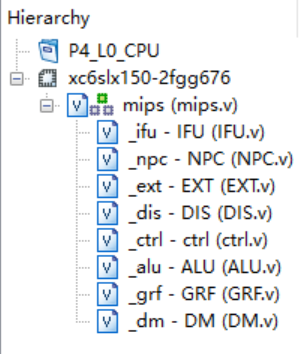 Hierarchy
P4_L0_CPU
xc6slx150-2fgg676
V mips (mips.v)
V _ifu - IFU (IFU.v)
V _npc - NPC (NPC.v)
V _ext - EXT (EXT.v)
V _dis - DIS (DIS.v)
V _ctrl - ctrl (ctrl.v)
V _alu - ALU (ALU.v)
V _grf - GRF (GRF.v)
V _dm - DM (DM.v)